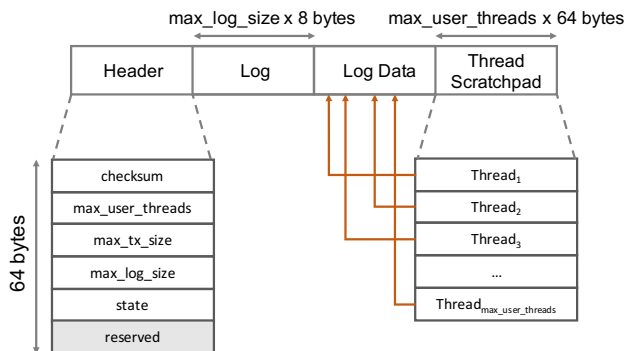 max_log_size x 8 bytes
max_user_threads x 64 bytes
Header
Log
Log Data
Thread
Scratchpad
64 bytes
checksum
max_user_threads
max_tx_size
max_log_size
state
reserved
Thread1
Thread2
Thread3
...
Threadmax_user_threads